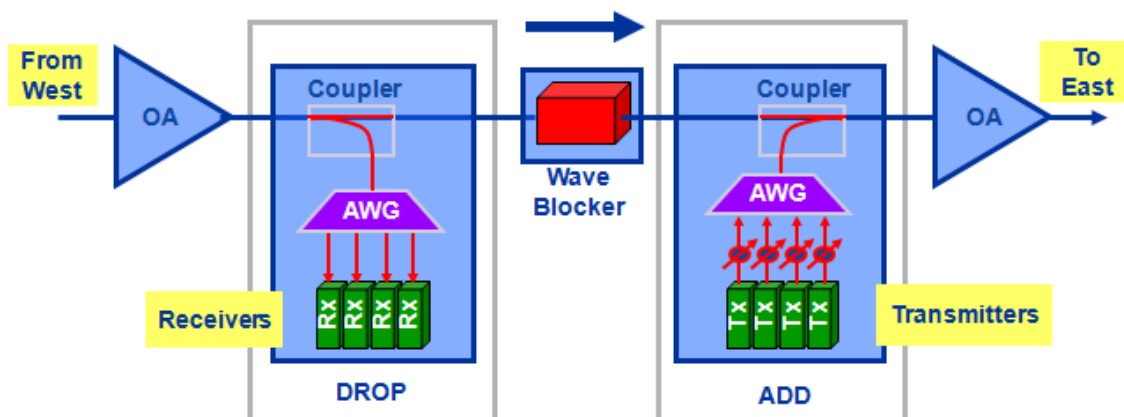 From
West
OA
Coupler
AWG
Rx
Rx
Rx
Rx
Receivers
DROP
Wave
Blocker
Coupler
AWG
Tx
Tx
Tx
Tx
Transmitters
ADD
OA
To
East